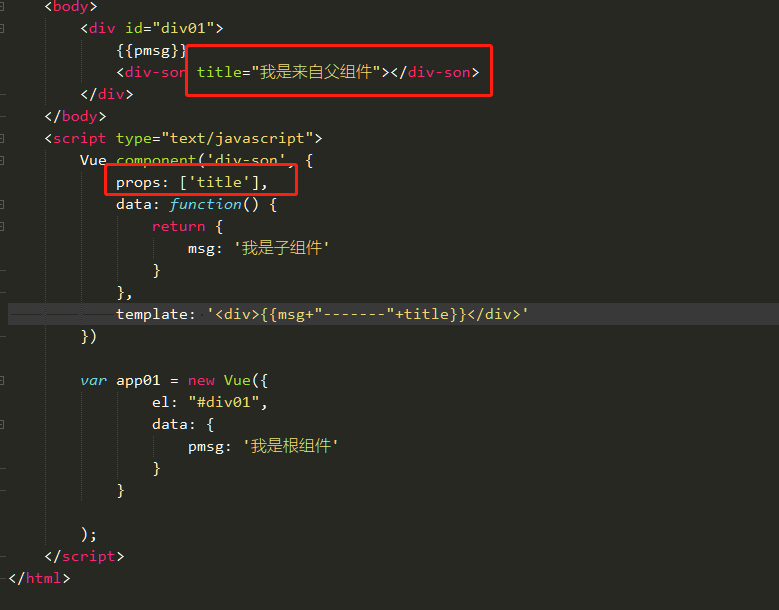 <body>
<div id="div01">
{{pmsg}}
<div-son title="我是来自父组件"></div-son>
</div>
</body>
<script type="text/javascript">
Vue.component('div-son', {
props: ['title'],
data: function() {
return {
msg: '我是子组件'
}
},
template: '<div>{{msg+"-------"+title}}</div>'
})
var app01 = new Vue({
el: "#div01",
data: {
pmsg: '我是根组件'
}
}
);
</script>
</html>